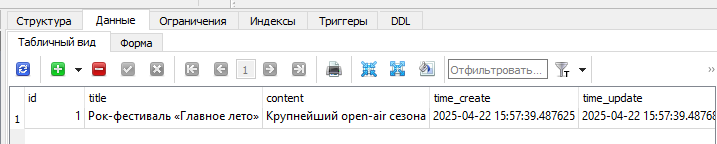 Структура Данные Ограничения Индексы Триггеры DDL
Табличный вид Форма
1 Отфильтровать... T »
id title content time_create time_update
1 1 Рок-фестиваль «Главное лето» Крупнейший open-air сезона 2025-04-22 15:57:39.487625 2025-04-22 15:57:39.48768